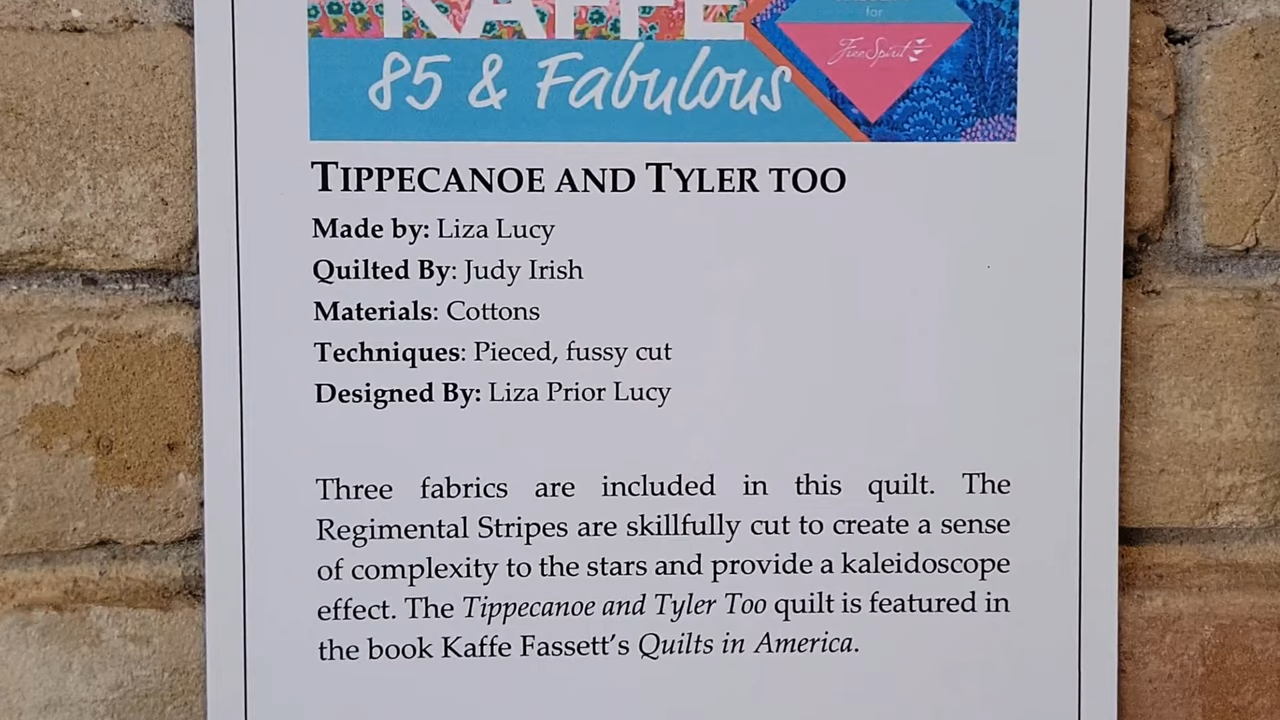 KAFFE
85 & Fabulous
for
FreeSpirit
TIPPECANOE AND TYLER TOO
Made by: Liza Lucy
Quilted By: Judy Irish
Materials: Cottons
Techniques: Pieced, fussy cut
Designed By: Liza Prior Lucy
Three fabrics are included in this quilt. The
Regimental Stripes are skillfully cut to create a sense
of complexity to the stars and provide a kaleidoscope
effect. The Tippecanoe and Tyler Too quilt is featured in
the book Kaffe Fassett’s Quilts in America.